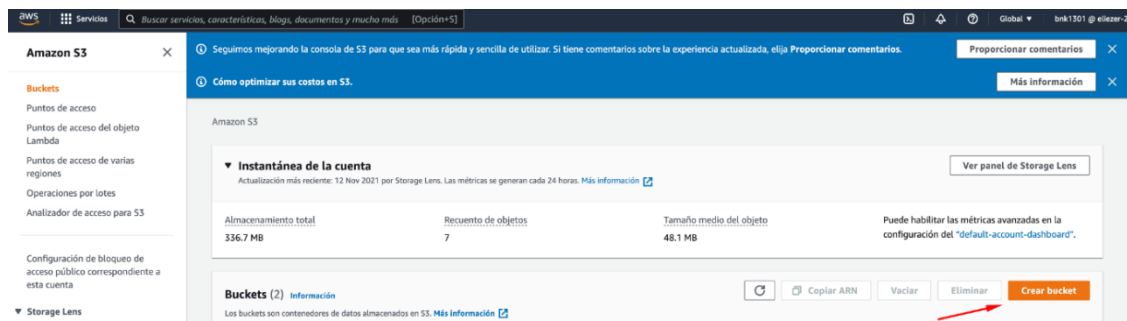 aws Servicios Buscar servicios, características, blogs, documentos y mucho más [Opción+S] Global bnk1301 @ eliezer-2
Amazon S3
Seguimos mejorando la consola de S3 para que sea más rápida y sencilla de utilizar. Si tiene comentarios sobre la experiencia actualizada, elija Proporcionar comentarios. Proporcionar comentarios
Cómo optimizar sus costos en S3. Más información
Buckets
Puntos de acceso
Puntos de acceso del objeto
Lambda
Puntos de acceso de varias
regiones
Operaciones por lotes
Analizador de acceso para S3
Configuración de bloqueo de
acceso público correspondiente a
esta cuenta
Storage Lens
Amazon S3
Instantánea de la cuenta
Actualización más reciente: 12 Nov 2021 por Storage Lens. Las métricas se generan cada 24 horas. Más información
Ver panel de Storage Lens
Almacenamiento total
336.7 MB
Recuento de objetos
7
Tamaño medio del objeto
48.1 MB
Puede habilitar las métricas avanzadas en la
configuración del "default-account-dashboard".
Buckets (2) Información
Los buckets son contenedores de datos almacenados en S3. Más información
Copiar ARN
Vaciar
Eliminar
Crear bucket